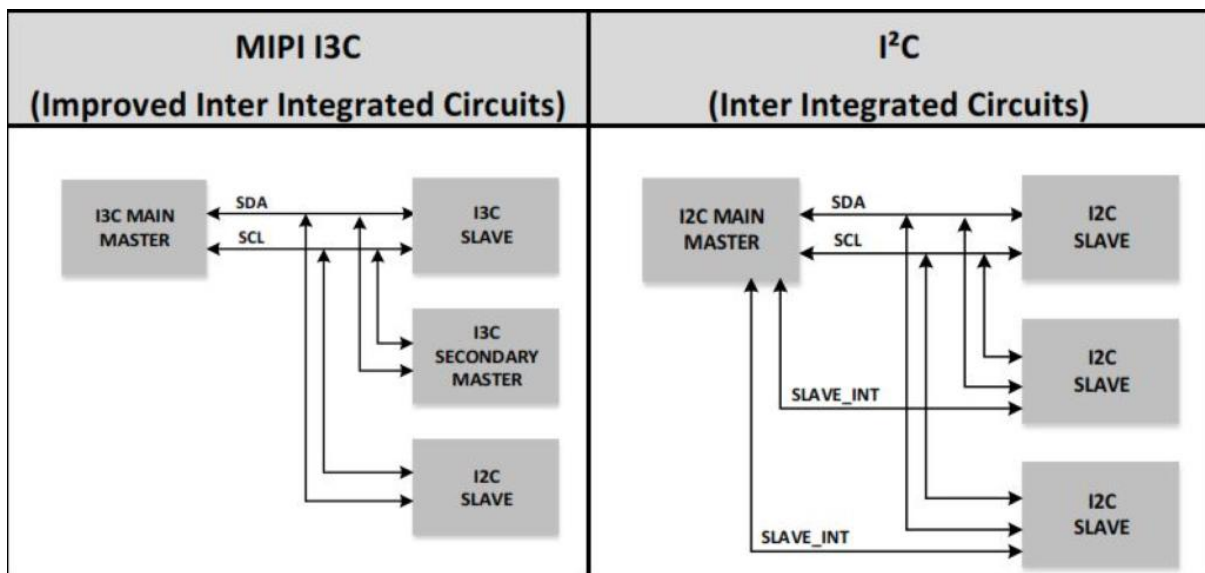 MIPI I3C
(Improved Inter Integrated Circuits)
I²C
(Inter Integrated Circuits)
I3C MAIN
MASTER
SDA
SCL
I3C
SLAVE
I3C
SECONDARY
MASTER
I2C
SLAVE
I2C MAIN
MASTER
SDA
SCL
I2C
SLAVE
I2C
SLAVE
SLAVE_INT
I2C
SLAVE
SLAVE_INT